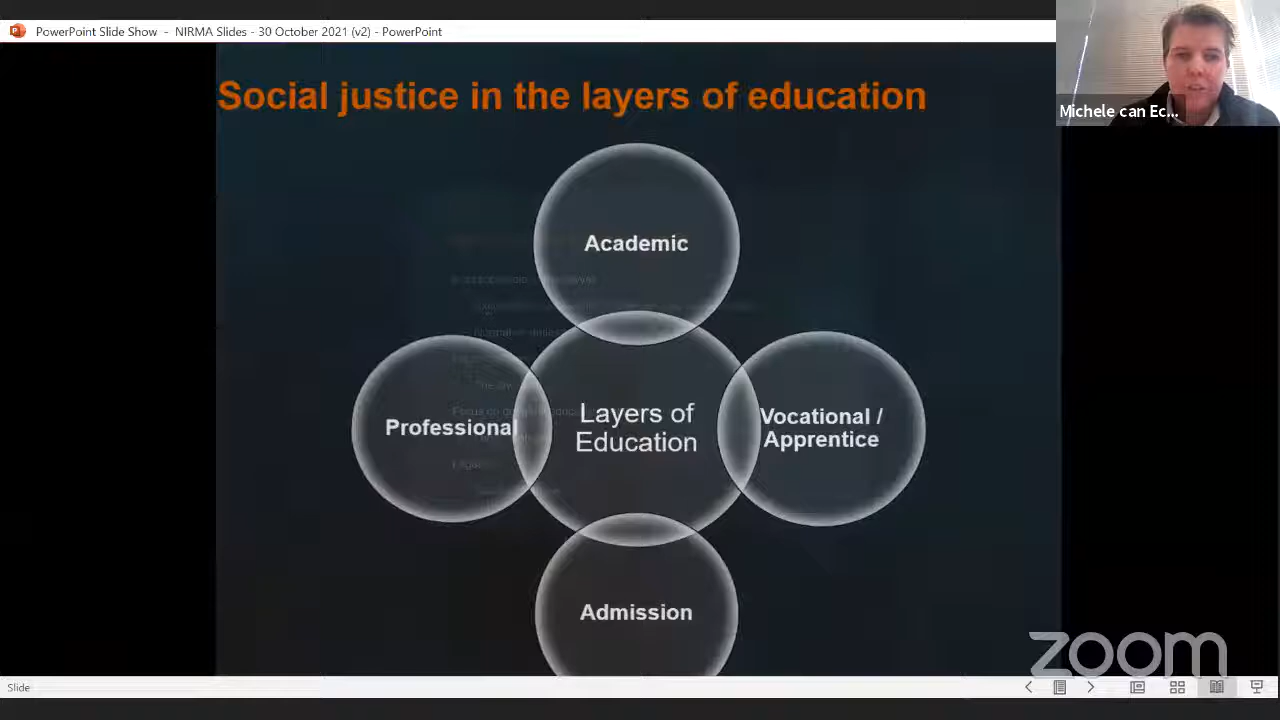 PowerPoint Slide Show - NIRMA Slides - 30 October 2021 (v2) - PowerPoint
Michele can Ec...
Social justice in the layers of education
Academic
Professional
Layers of
Education
Vocational /
Apprentice
Admission
zoom
Slide